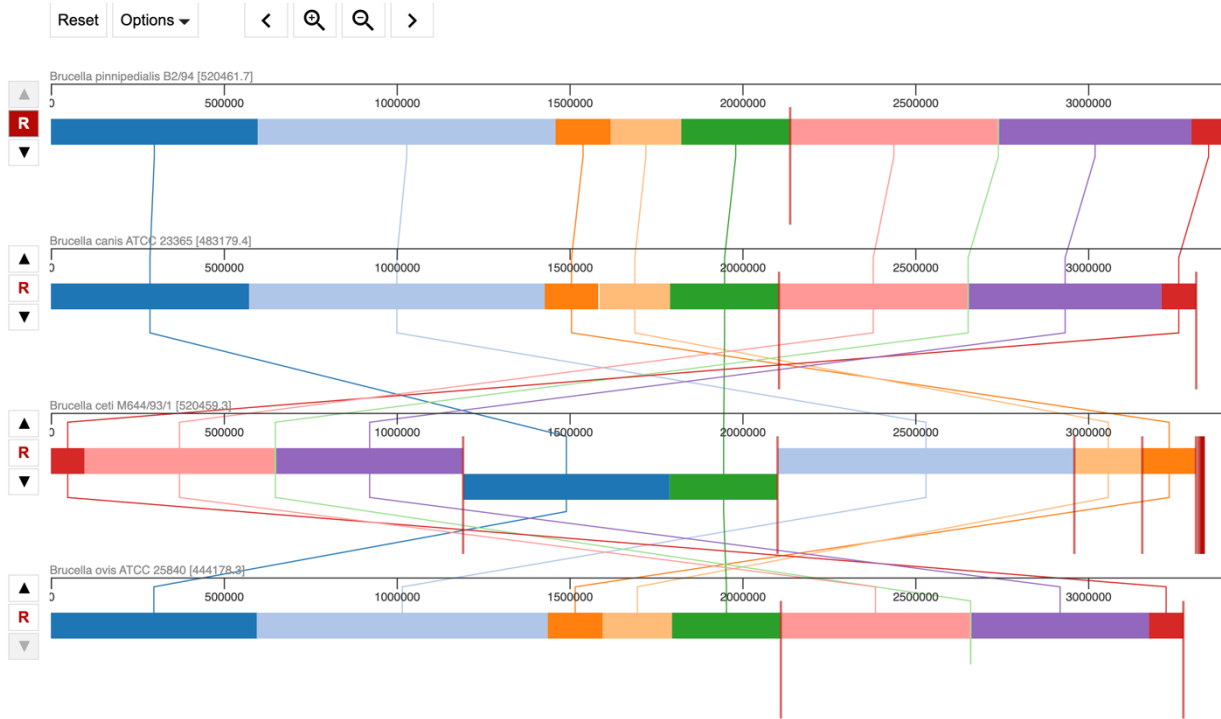 Reset Options
Brucella pinnipedialis B2/94 [520461.7]
0 500000 1000000 1500000 2000000 2500000 3000000
R
Brucella canis ATCC 23365 [483179.4]
0 500000 1000000 1500000 2000000 2500000 3000000
R
Brucella ceti M644/93/1 [520459.3]
0 500000 1000000 1500000 2000000 2500000 3000000
R
Brucella ovis ATCC 25840 [444178.3]
0 500000 1000000 1500000 2000000 2500000 3000000
R